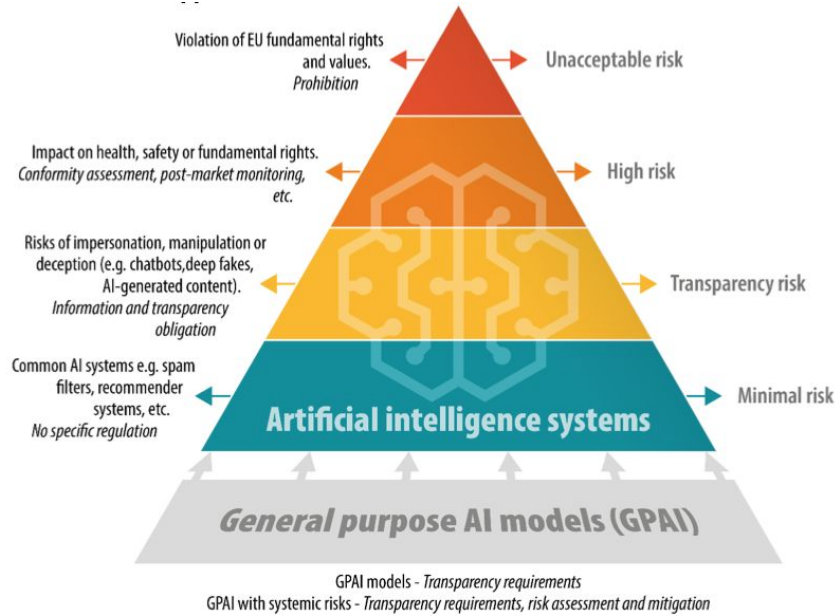 Violation of EU fundamental rights
and values.
Prohibition
Unacceptable risk
Impact on health, safety or fundamental rights.
Conformity assessment, post-market monitoring,
etc.
High risk
Risks of impersonation, manipulation or
deception (e.g. chatbots,deep fakes,
AI-generated content).
Information and transparency
obligation
Transparency risk
Common AI systems e.g. spam
filters, recommender
systems, etc.
No specific regulation
Minimal risk
Artificial intelligence systems
General purpose AI models (GPAI)
GPAI models - Transparency requirements
GPAI with systemic risks - Transparency requirements, risk assessment and mitigation